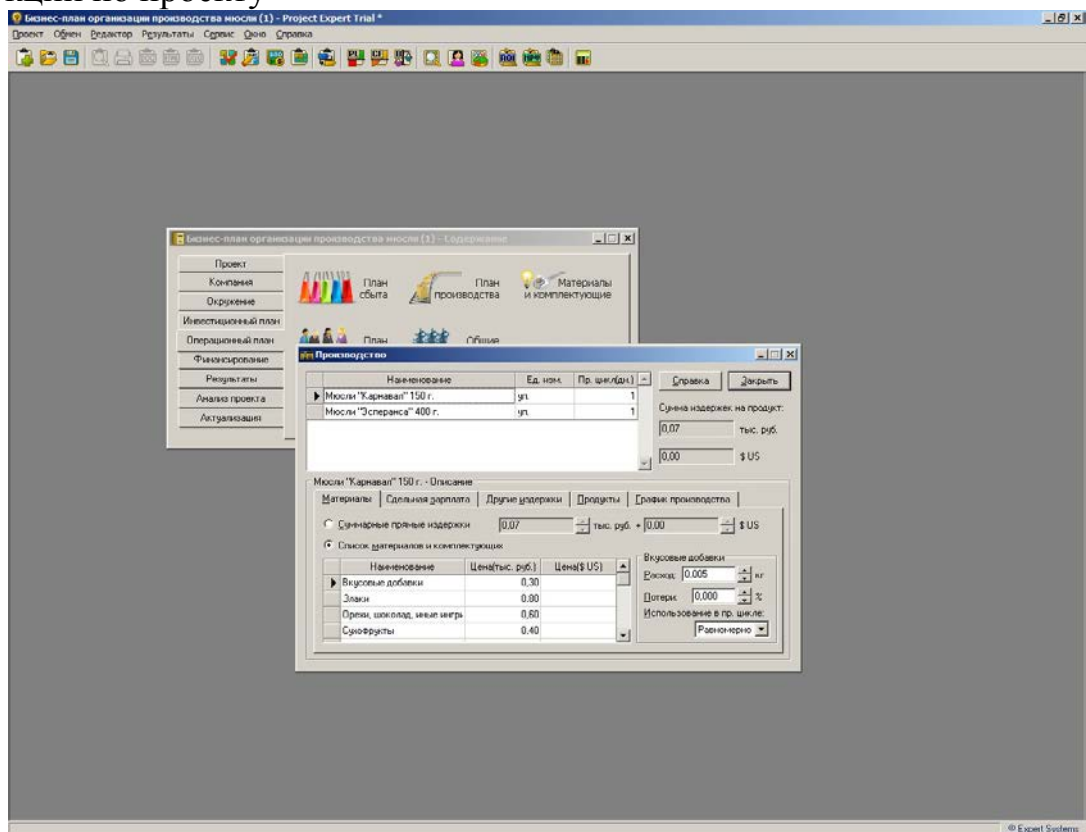 кции по проекту
Бизнес-план организации производства мюсли (1) - Project Expert Trial *
Проект Обмен Редактор Результаты Сервис Окно Справка
Бизнес-план организации производства мюсли (1) - Содержание
Проект
Компания
Окружение
Инвестиционный план
Операционный план
Финансирование
Результаты
Анализ проекта
Актуализация
План сбыта
План производства
Материалы и комплектующие
План
Общие
Производство
Наименование Ед. изм. Пр. цикл(дн.)
Мюсли "Карнавал" 150 г. уп. 1
Мюсли "Эсперанса" 400 г. уп. 1
Справка Закрыть
Сумма издержек на продукт:
0,07 тыс. руб.
0,00 $ US
Мюсли "Карнавал" 150 г. - Описание
Материалы Сдельная зарплата Другие издержки Продукты График производства
Суммарные прямые издержки 0,07 тыс. руб. + 0,00 $ US
Список материалов и комплектующих
Наименование Цена(тыс. руб.) Цена($ US)
Вкусовые добавки 0,30
Злаки 0,80
Орехи, шоколад, иные ингр 0,60
Сухофрукты 0,40
Вкусовые добавки
Расход: 0,005 кг
Потери: 0,000 %
Использование в пр. цикле:
Равномерно
© Expert Systems